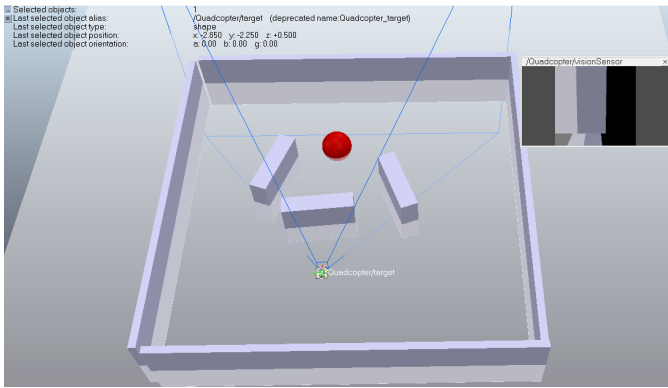 Selected objects: 1
Last selected object alias: /Quadcopter/target (deprecated name:Quadcopter_target)
Last selected object type: shape
Last selected object position: x: -2.850 y: -2.250 z: +0.500
Last selected object orientation: a: 0.00 b: 0.00 g: 0.00
/Quadcopter/visionSensor
Quadcopter/target